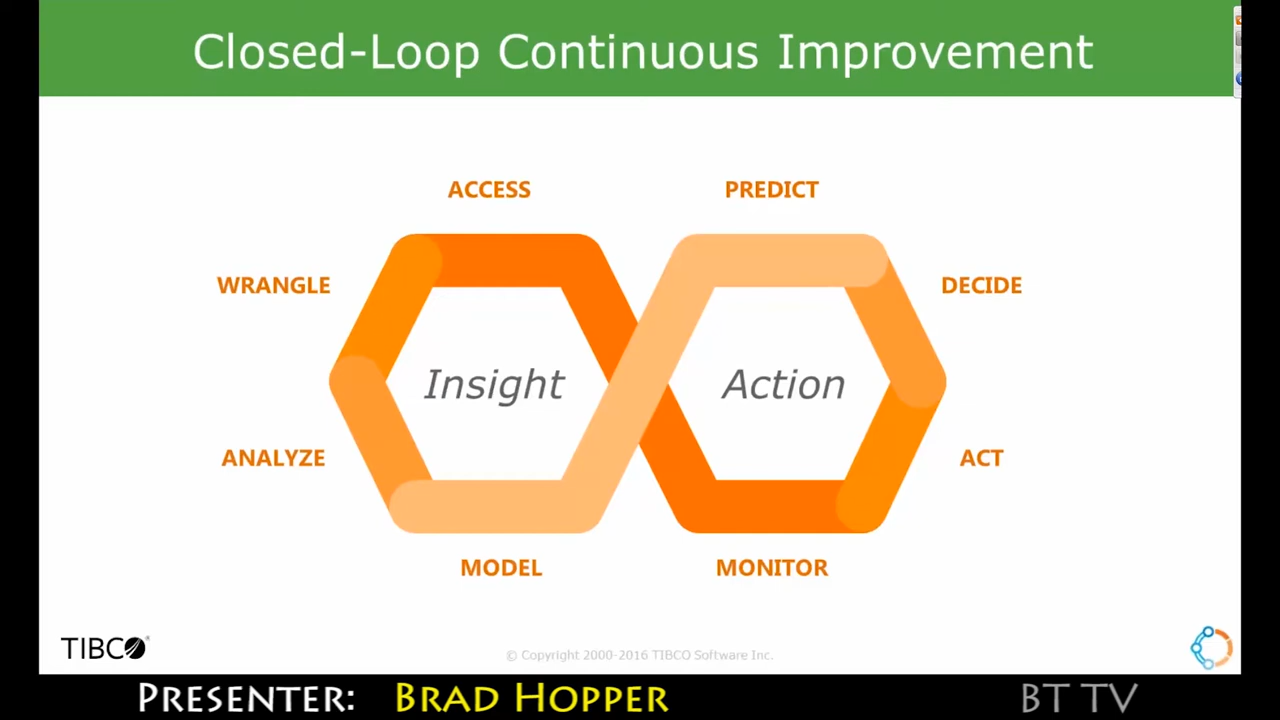 Closed-Loop Continuous Improvement
ACCESS
PREDICT
WRANGLE
DECIDE
Insight
Action
ANALYZE
ACT
MODEL
MONITOR
TIBCO
© Copyright 2000-2016 TIBCO Software Inc.
PRESENTER: BRAD HOPPER
BT TV